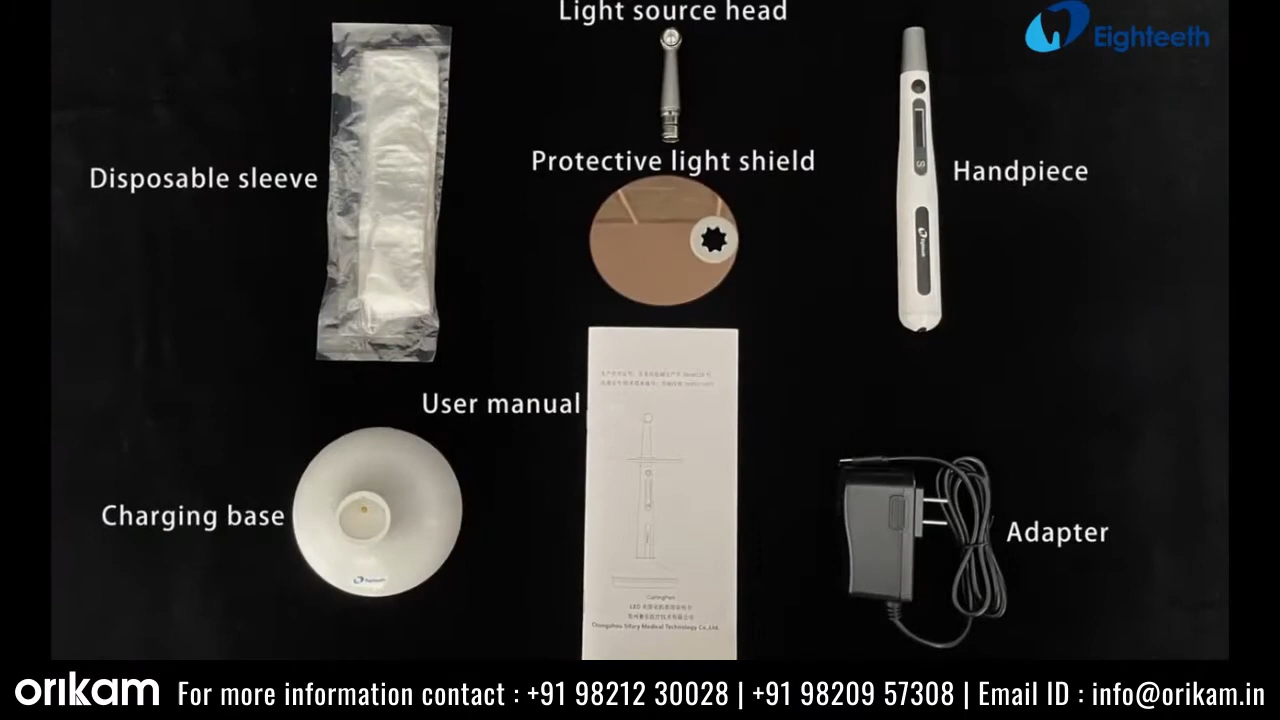 Light source head
Eighteeth
Protective light shield
Handpiece
Disposable sleeve
User manual
Charging base
Eighteeth
Adapter
CuringPen
Changzhou Sifary Medical Technology Co.,Ltd.
orikam For more information contact : +91 98212 30028 | +91 98209 57308 | Email ID : info@orikam.in